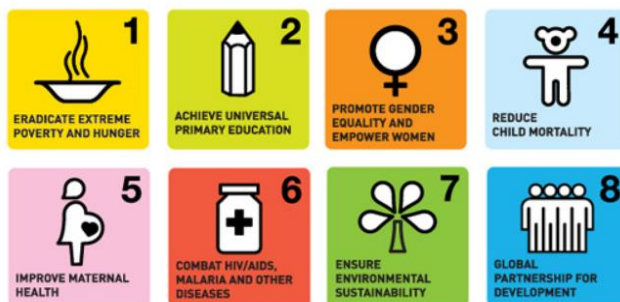 1
ERADICATE EXTREME
POVERTY AND HUNGER
2
ACHIEVE UNIVERSAL
PRIMARY EDUCATION
3
PROMOTE GENDER
EQUALITY AND
EMPOWER WOMEN
4
REDUCE
CHILD MORTALITY
5
IMPROVE MATERNAL
HEALTH
6
COMBAT HIV/AIDS,
MALARIA AND OTHER
DISEASES
7
ENSURE
ENVIRONMENTAL
SUSTAINABILITY
8
GLOBAL
PARTNERSHIP FOR
DEVELOPMENT